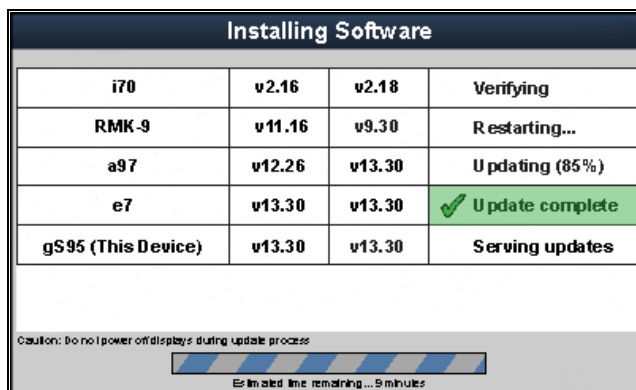 Installing Software
i70 v2.16 v2.18 Verifying
RMK-9 v11.16 v9.30 Restarting...
a97 v12.26 v13.30 Updating (85%)
e7 v13.30 v13.30 Update complete
gS95 (This Device) v13.30 v13.30 Serving updates
Caution: Do not power off displays during update process
Estimated time remaining... 9 minutes